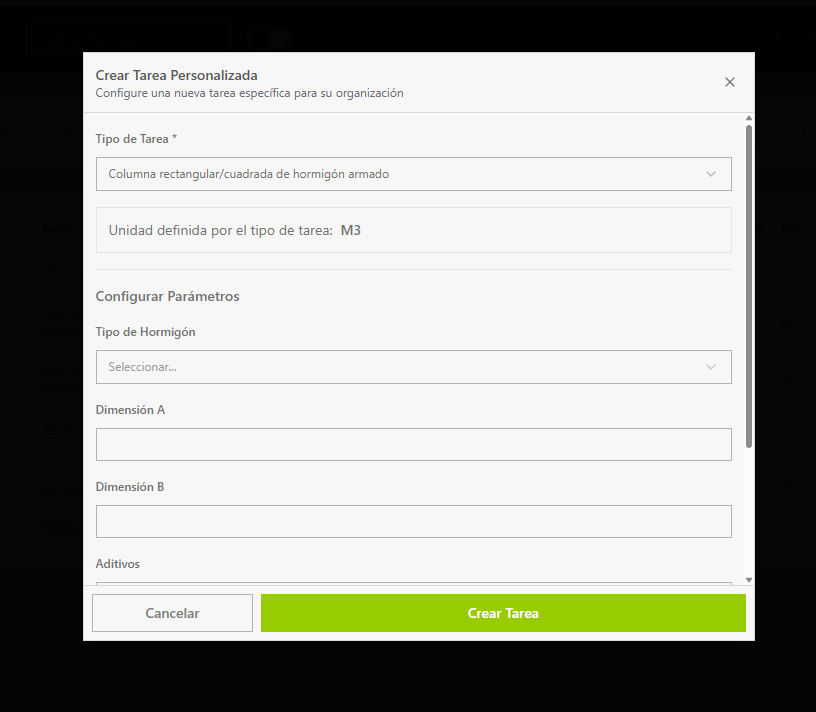 Crear Tarea Personalizada
Configure una nueva tarea específica para su organización
Tipo de Tarea *
Columna rectangular/cuadrada de hormigón armado
Unidad definida por el tipo de tarea: M3
Configurar Parámetros
Tipo de Hormigón
Seleccionar...
Dimensión A
Dimensión B
Aditivos
Cancelar
Crear Tarea